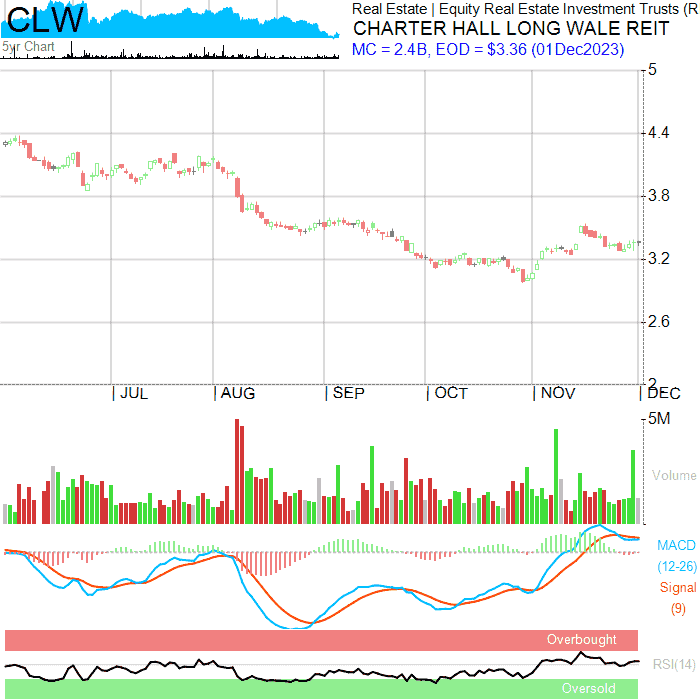 CLW
5yr Chart
Real Estate | Equity Real Estate Investment Trusts (R
CHARTER HALL LONG WALE REIT
MC = 2.4B, EOD = $3.36 (01Dec2023)
5
4.4
3.8
3.2
2.6
2
| JUL | AUG | SEP | OCT | NOV | DEC
5M
Volume
MACD
(12-26)
Signal
(9)
Overbought
RSI(14)
Oversold